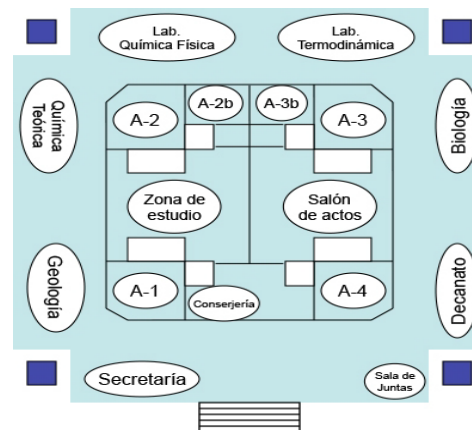 Lab.
Química Física
Lab.
Termodinámica
Química
Teórica
A-2
A-2b
A-3b
A-3
Biología
Zona de
estudio
Salón
de actos
Geología
A-1
Conserjería
A-4
Decanato
Secretaría
Sala de
Juntas